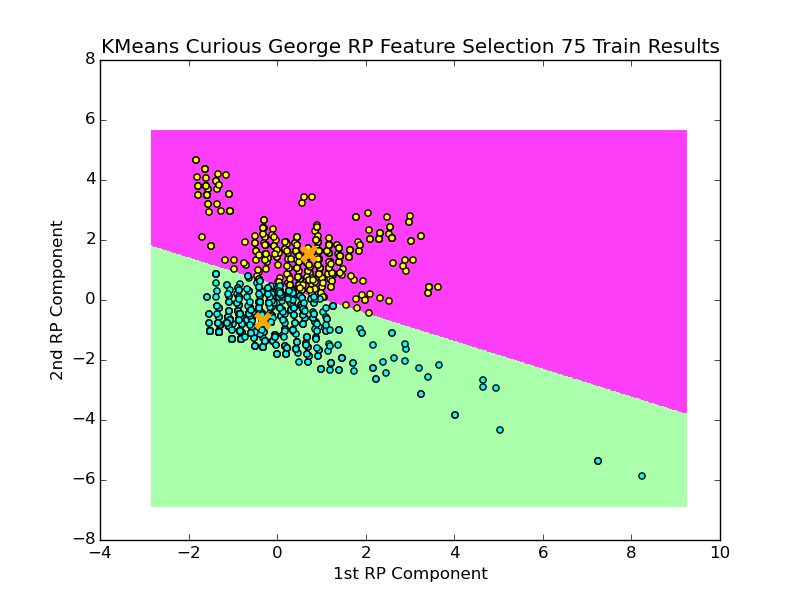 KMeans Curious George RP Feature Selection 75 Train Results
8
6
4
2
0
−2
−4
−6
−8
2nd RP Component
−4 −2 0 2 4 6 8 10
1st RP Component